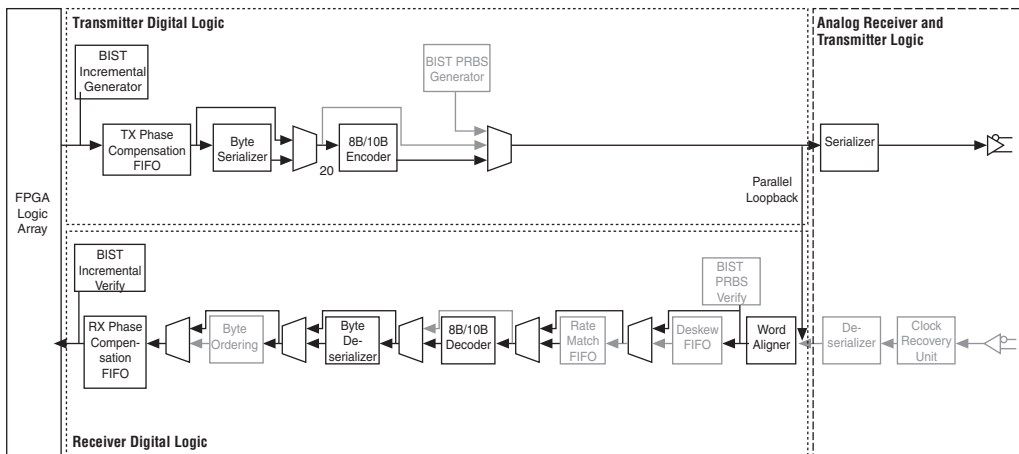 Transmitter Digital Logic
Analog Receiver and
Transmitter Logic
BIST
Incremental
Generator
BIST PRBS
Generator
TX Phase
Compensation
FIFO
Byte
Serializer
20
8B/10B
Encoder
Serializer
Parallel
Loopback
FPGA
Logic
Array
BIST
Incremental
Verify
BIST
PRBS
Verify
RX Phase
Compen-
sation
FIFO
Byte
Ordering
Byte
De-
serializer
8B/10B
Decoder
Rate
Match
FIFO
Deskew
FIFO
Word
Aligner
De-
serializer
Clock
Recovery
Unit
Receiver Digital Logic